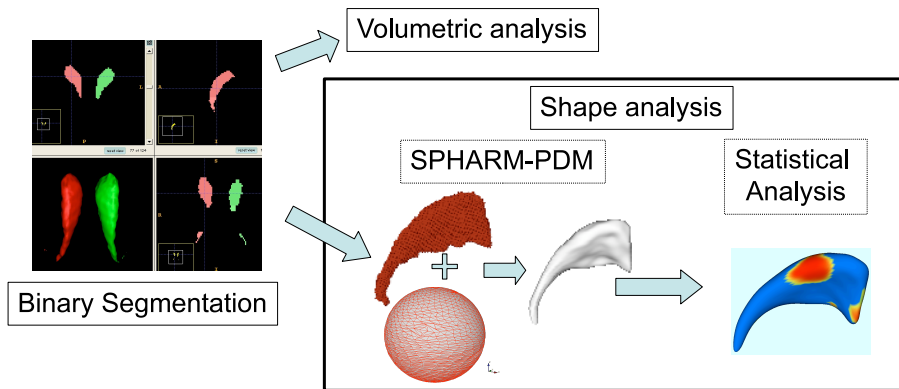 Volumetric analysis
Shape analysis
SPHARM-PDM
Statistical
Analysis
Binary Segmentation
L
A
P
I
S
R
I